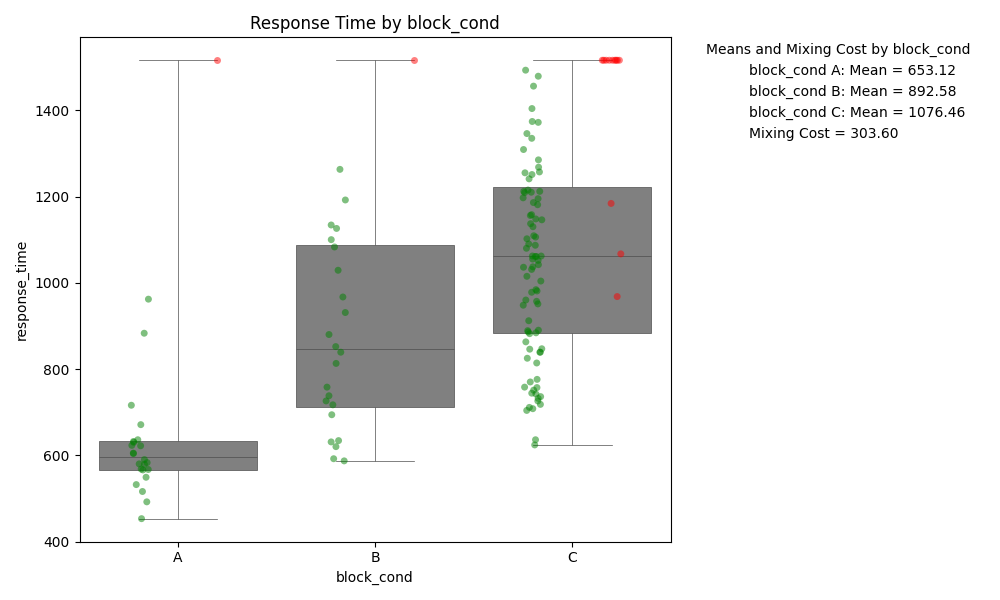 Response Time by block_cond
Means and Mixing Cost by block_cond
block_cond A: Mean = 653.12
block_cond B: Mean = 892.58
block_cond C: Mean = 1076.46
Mixing Cost = 303.60
response_time
1400
1200
1000
800
600
400
A B C
block_cond